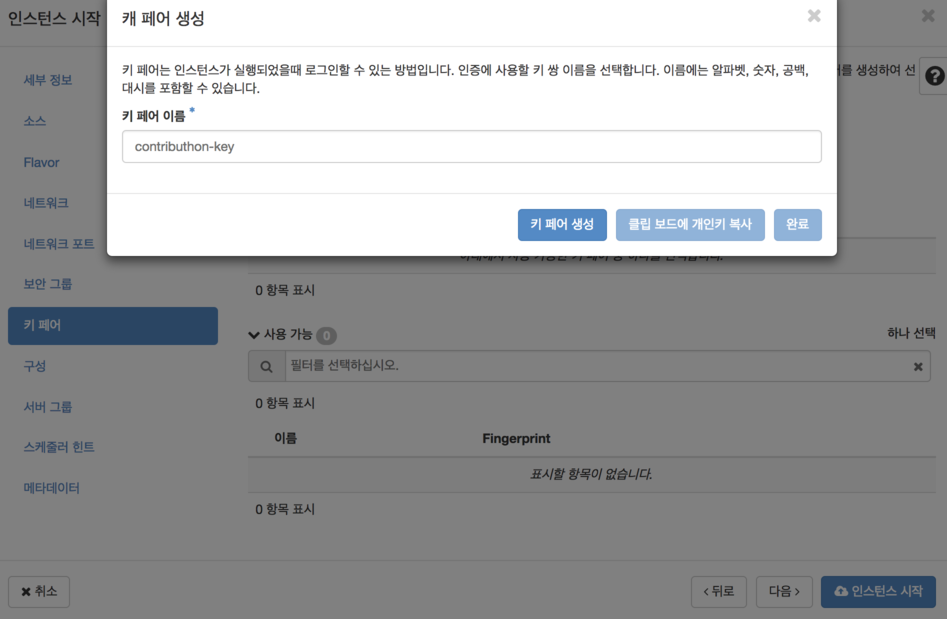 인스턴스 시작
캐 페어 생성
키 페어는 인스턴스가 실행되었을때 로그인할 수 있는 방법입니다. 인증에 사용할 키 쌍 이름을 선택합니다. 이름에는 알파벳, 숫자, 공백,
대시를 포함할 수 있습니다.
키 페어 이름 *
contributhon-key
키 페어 생성
클립 보드에 개인키 복사
완료
를 생성하여 선
세부 정보
소스
Flavor
네트워크
네트워크 포트
보안 그룹
키 페어
구성
서버 그룹
스케줄러 힌트
메타데이터
0 항목 표시
사용 가능 0
하나 선택
필터를 선택하십시오.
0 항목 표시
이름 Fingerprint
표시할 항목이 없습니다.
0 항목 표시
취소
뒤로
다음
인스턴스 시작